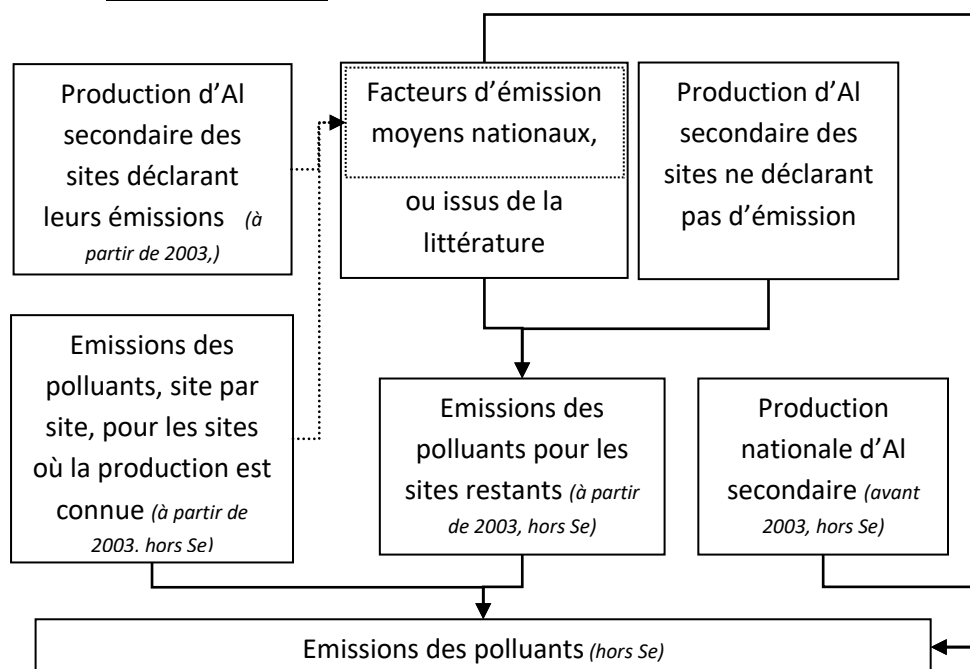 Production d'Al
secondaire des
sites déclarant
leurs émissions (à
partir de 2003,)
Facteurs d'émission
moyens nationaux,
ou issus de la
littérature
Production d'Al
secondaire des
sites ne déclarant
pas d'émission
Emissions des
polluants, site par
site, pour les sites
où la production est
connue (à partir de
2003. hors Se)
Emissions des
polluants pour les
sites restants (à partir
de 2003, hors Se)
Production
nationale d'Al
secondaire (avant
2003, hors Se)
Emissions des polluants (hors Se)